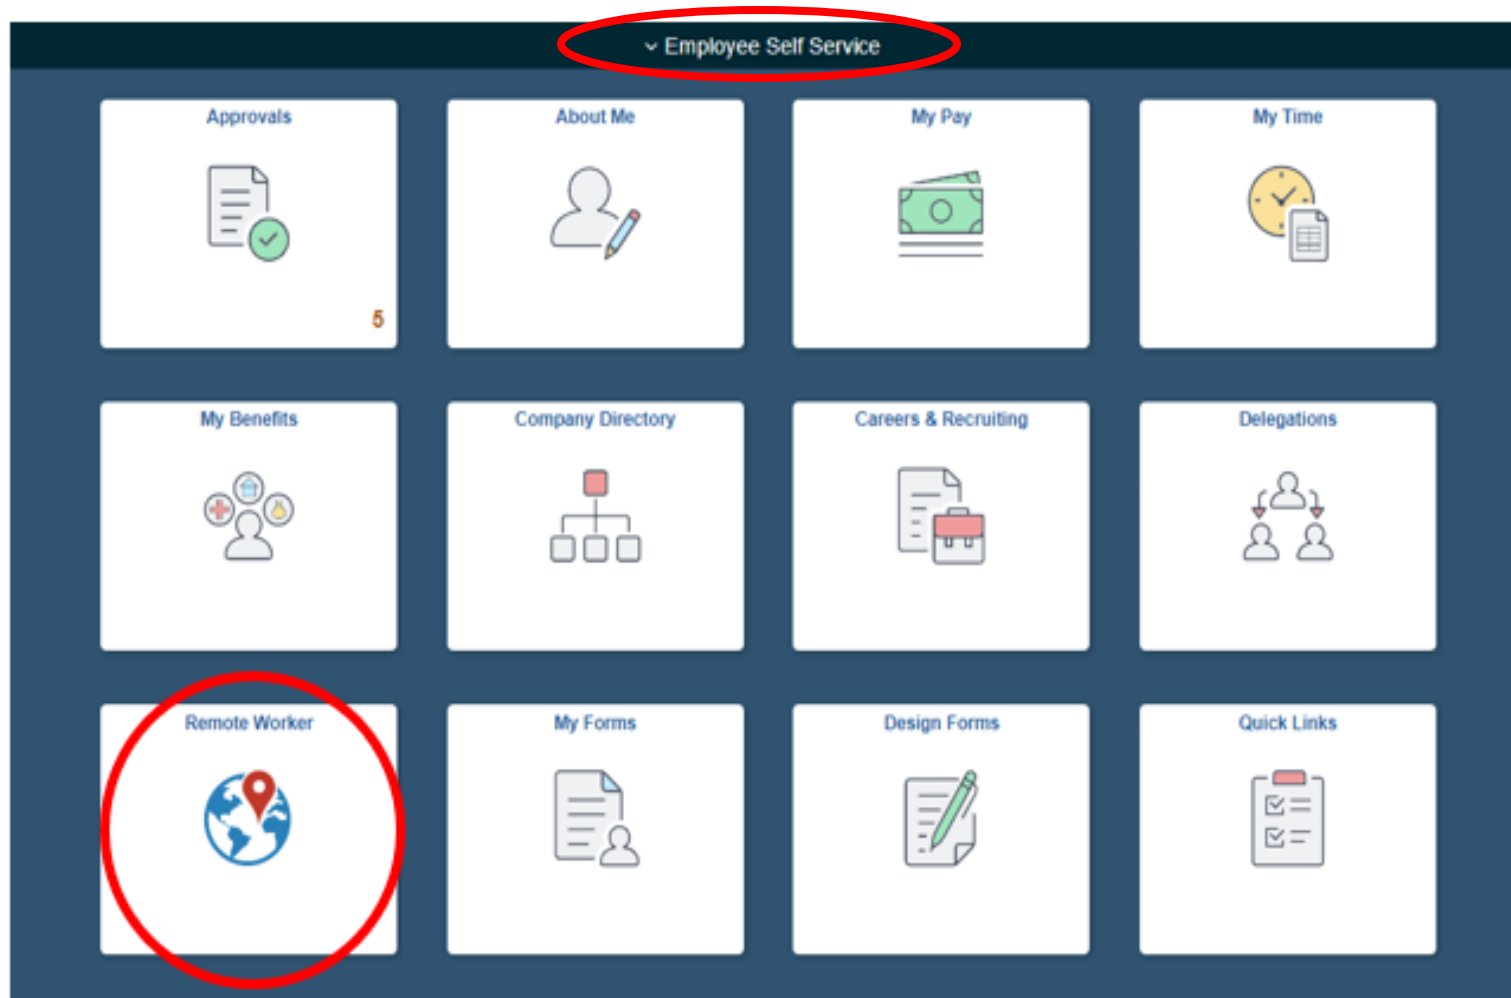 Employee Self Service
Approvals
About Me
My Pay
My Time
5
My Benefits
Company Directory
Careers & Recruiting
Delegations
Remote Worker
My Forms
Design Forms
Quick Links